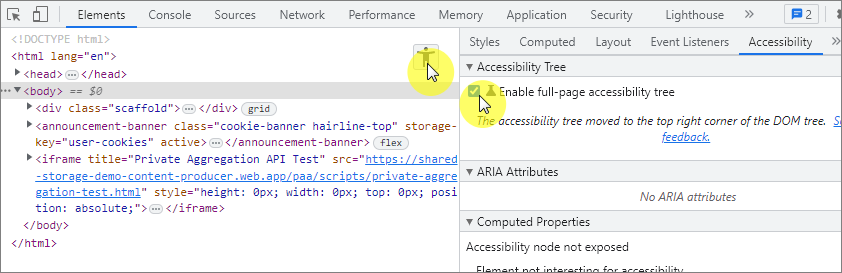 Elements Console Sources Network Performance Memory Application Security Lighthouse » 2
<!DOCTYPE html>
<html lang="en">
<head> ⋯ </head>
<body> == $0
<div class="scaffold"> ⋯ </div> grid
<announcement-banner class="cookie-banner hairline-top" storage-
key="user-cookies" active> ⋯ </announcement-banner> flex
<iframe title="Private Aggregation API Test" src="https://shared
-storage-demo-content-producer.web.app/paa/scripts/private-aggre
gation-test.html" style="height: 0px; width: 0px; top: 0px; posi
tion: absolute;"> ⋯ </iframe>
</body>
</html>
Styles Computed Layout Event Listeners Accessibility »
Accessibility Tree
Enable full-page accessibility tree
The accessibility tree moved to the top right corner of the DOM tree.
feedback.
ARIA Attributes
No ARIA attributes
Computed Properties
Accessibility node not exposed
Element not interesting for accessibility